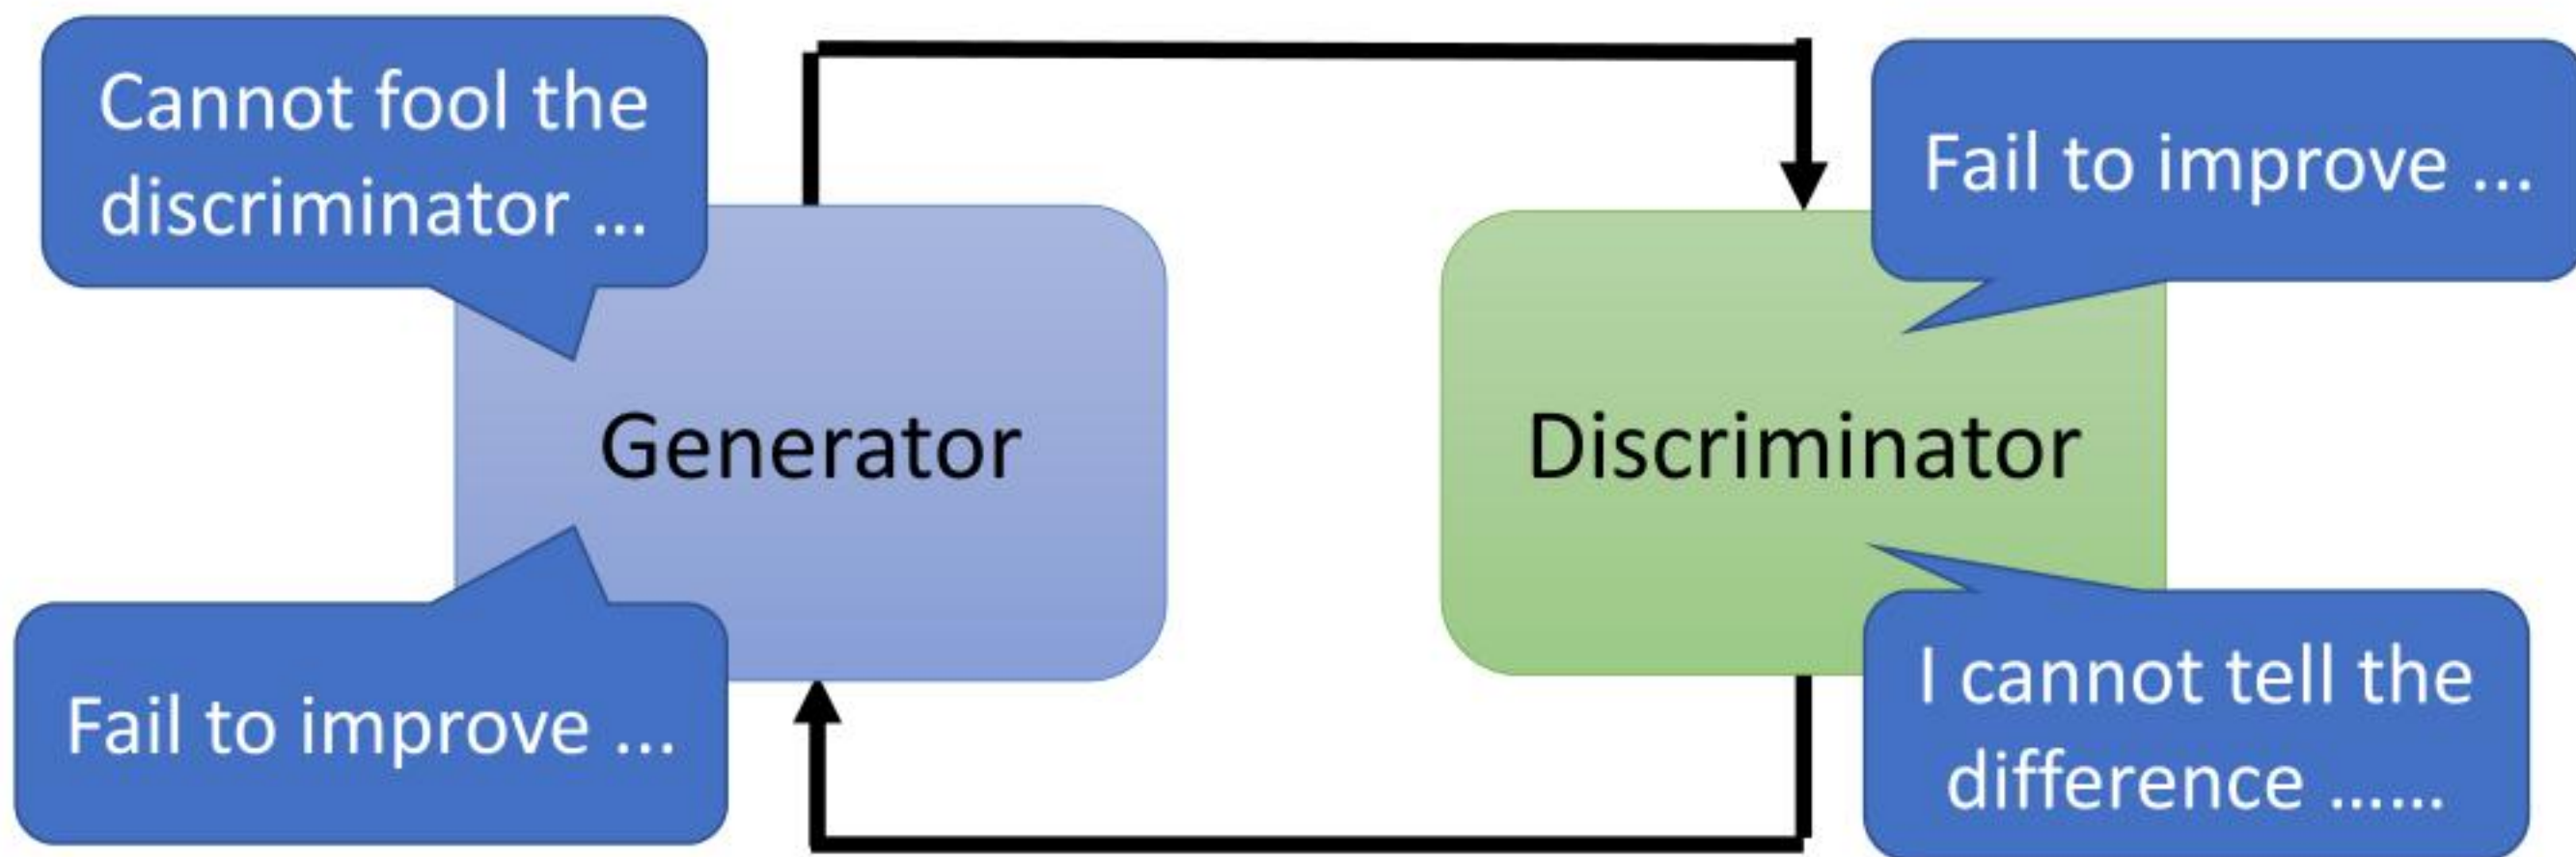 Cannot fool the
discriminator ...
Fail to improve ...
Generator
Discriminator
Fail to improve ...
I cannot tell the
difference ......